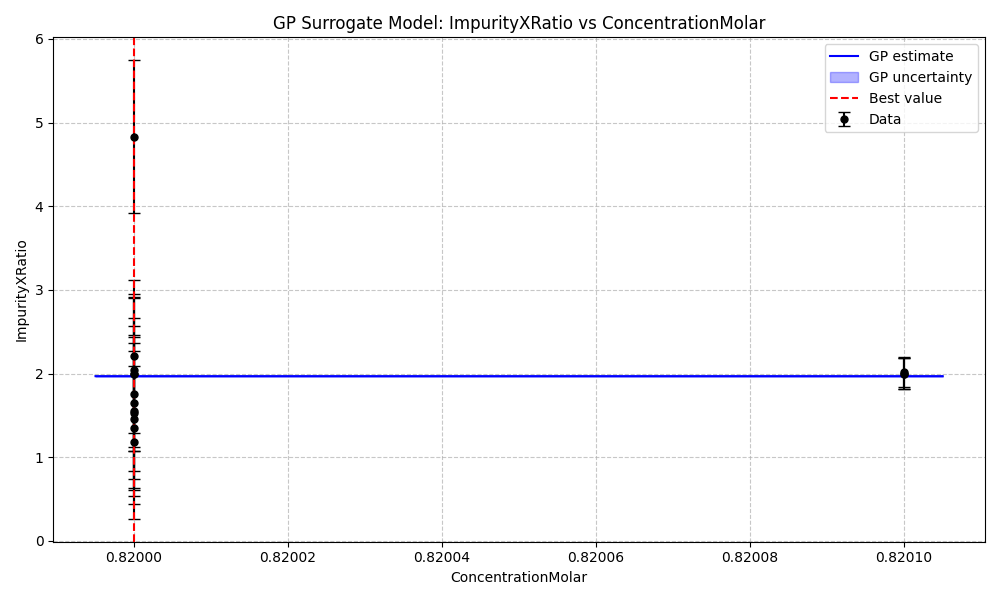 GP Surrogate Model: ImpurityXRatio vs ConcentrationMolar
GP estimate
GP uncertainty
Best value
Data
ImpurityXRatio
6
5
4
3
2
1
0
0.82000
0.82002
0.82004
0.82006
0.82008
0.82010
ConcentrationMolar